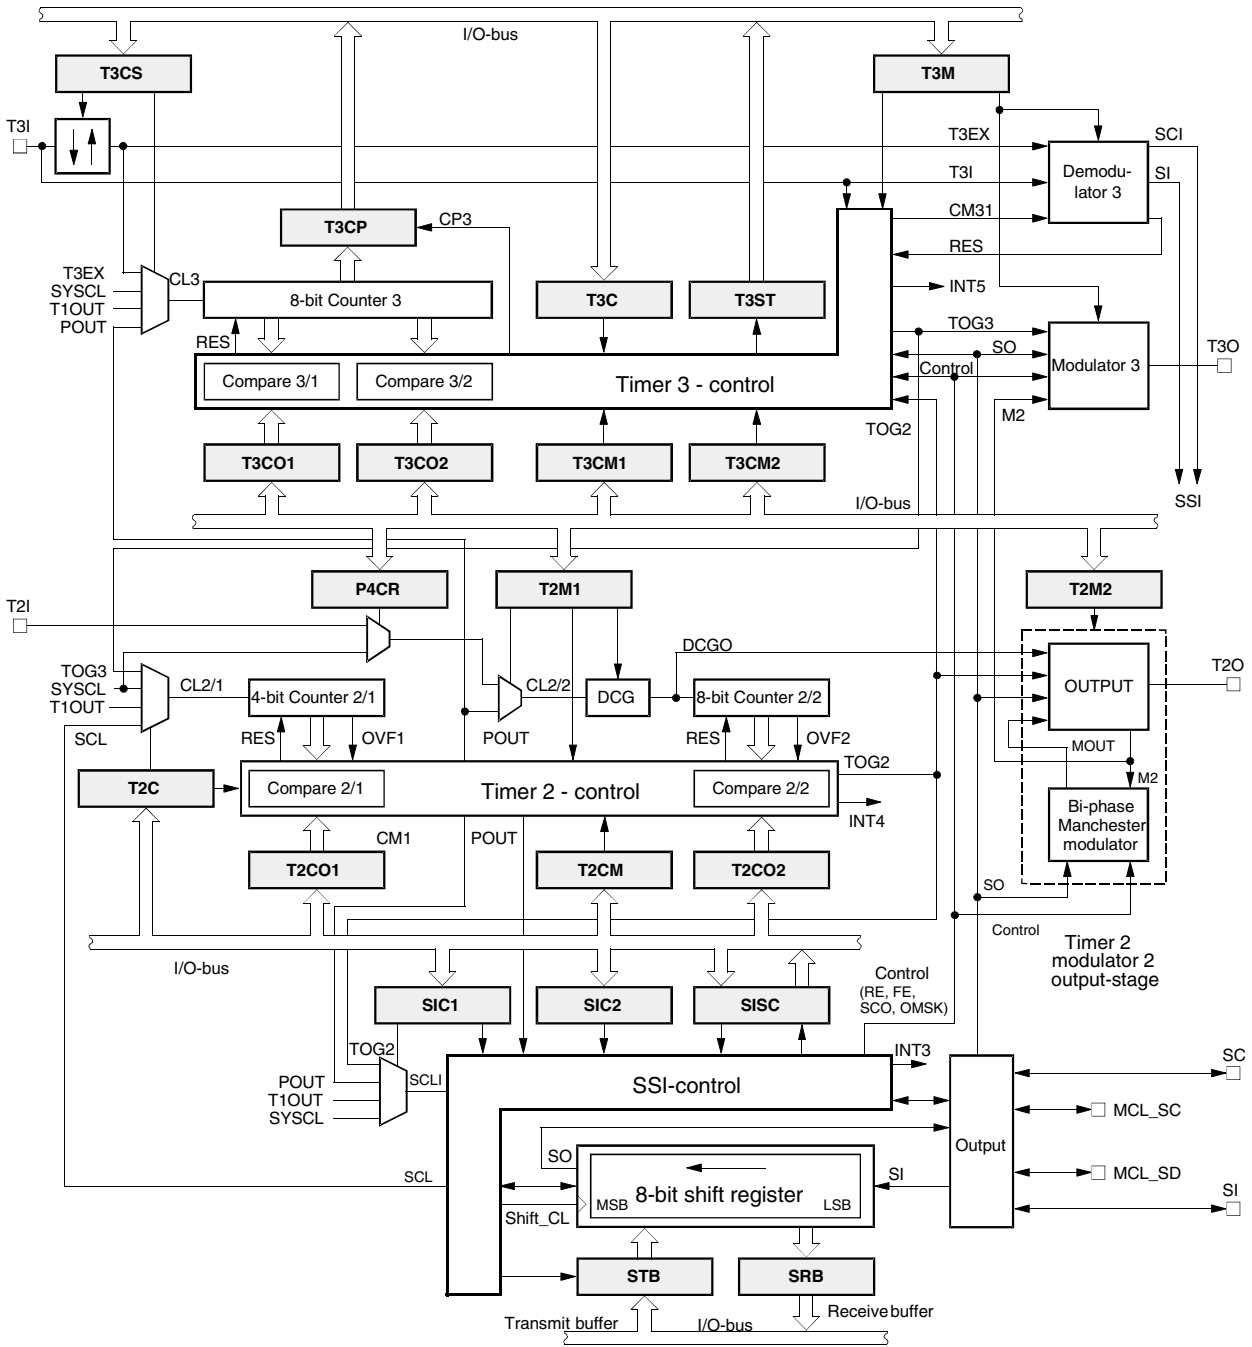 I/O-bus
T3CS
T3M
T3I
T3EX
SCI
Demodu-
lator 3
T3I
SI
CM31
RES
T3CP
CP3
T3EX
SYSCL
T1OUT
POUT
CL3
8-bit Counter 3
T3C
T3ST
INT5
RES
TOG3
SO
Control
Modulator 3
T3O
Compare 3/1
Compare 3/2
Timer 3 - control
TOG2
M2
T3CO1
T3CO2
T3CM1
T3CM2
I/O-bus
SSI
P4CR
T2M1
T2M2
T2I
DCGO
TOG3
SYSCL
T1OUT
SCL
CL2/1
4-bit Counter 2/1
CL2/2
DCG
8-bit Counter 2/2
OUTPUT
T2O
RES
OVF1
POUT
RES
OVF2
MOUT
TOG2
M2
T2C
Compare 2/1
Timer 2 - control
Compare 2/2
INT4
Bi-phase
Manchester
modulator
CM1
POUT
T2CO1
T2CM
T2CO2
SO
Control
Timer 2
modulator 2
output-stage
I/O-bus
Control
(RE, FE,
SCO, OMSK)
SIC1
SIC2
SISC
TOG2
POUT
T1OUT
SYSCL
SCLI
SSI-control
INT3
SC
MCL_SC
Output
SO
SCL
8-bit shift register
MSB
LSB
SI
MCL_SD
SI
Shift_CL
STB
SRB
Transmit buffer
I/O-bus
Receive buffer